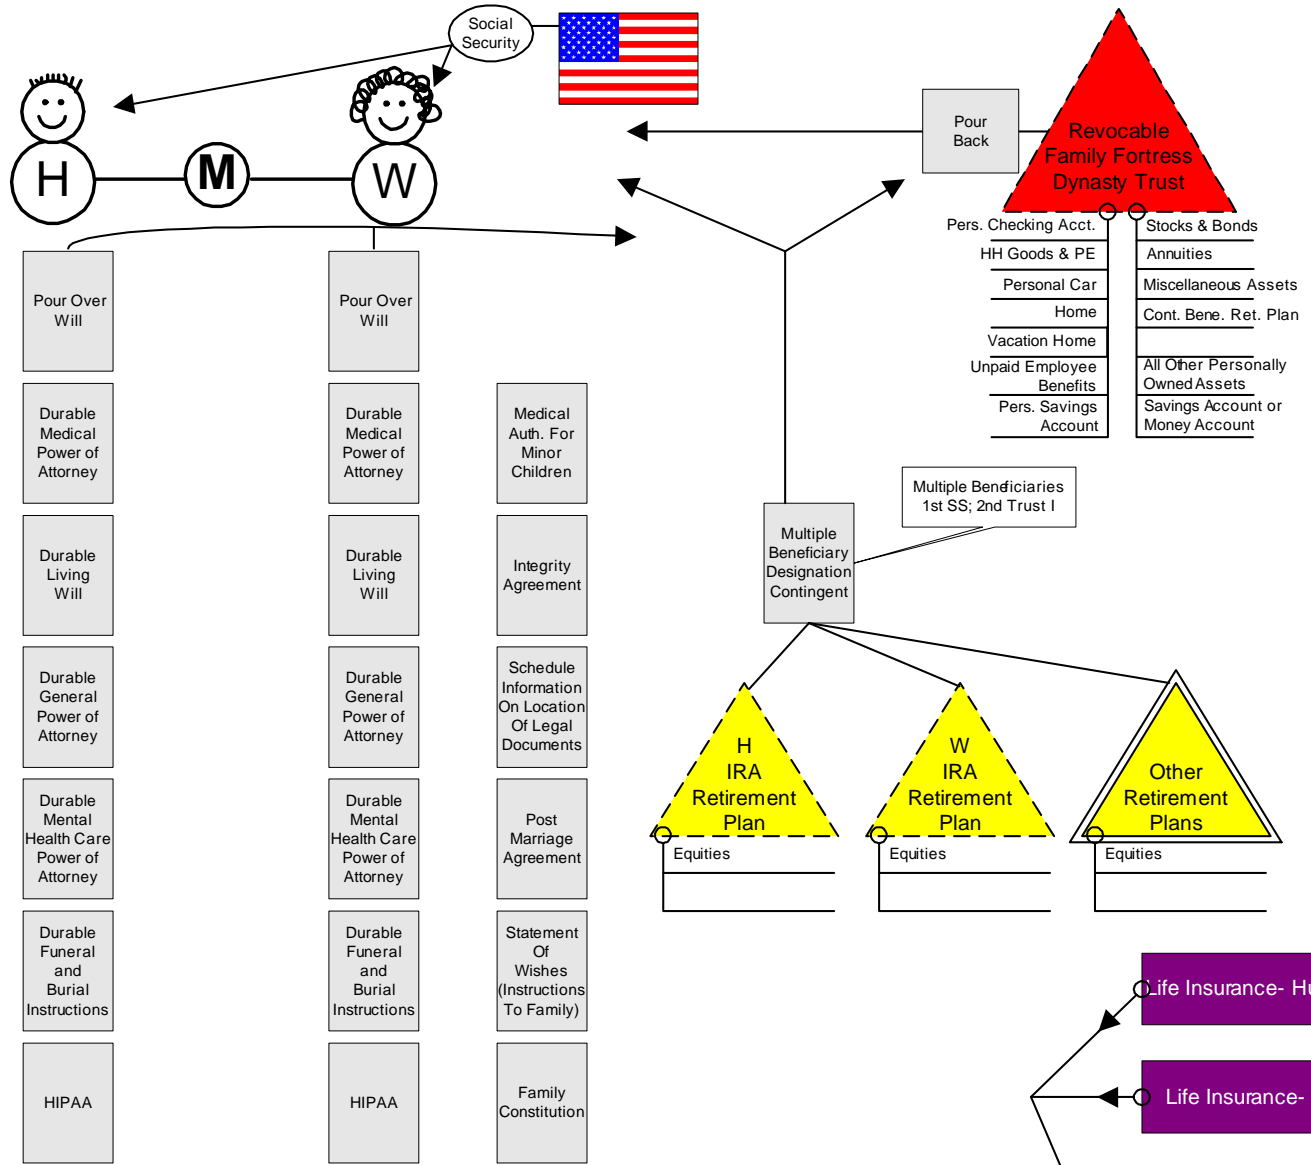 Social
Security
H
M
W
Pour
Back
Revocable
Family Fortress
Dynasty Trust
Pers. Checking Acct.
HH Goods & PE
Personal Car
Home
Vacation Home
Unpaid Employee
Benefits
Pers. Savings
Account
Stocks & Bonds
Annuities
Miscellaneous Assets
Cont. Bene. Ret. Plan
All Other Personally
Owned Assets
Savings Account or
Money Account
Pour Over
Will
Durable
Medical
Power of
Attorney
Durable
Living
Will
Durable
General
Power of
Attorney
Durable
Mental
Health Care
Power of
Attorney
Durable
Funeral
and
Burial
Instructions
HIPAA
Pour Over
Will
Durable
Medical
Power of
Attorney
Durable
Living
Will
Durable
General
Power of
Attorney
Durable
Mental
Health Care
Power of
Attorney
Durable
Funeral
and
Burial
Instructions
HIPAA
Medical
Auth. For
Minor
Children
Integrity
Agreement
Schedule
Information
On Location
Of Legal
Documents
Post
Marriage
Agreement
Statement
Of
Wishes
(Instructions
To Family)
Family
Constitution
Multiple Beneficiaries
1st SS; 2nd Trust I
Multiple
Beneficiary
Designation
Contingent
H
IRA
Retirement
Plan
Equities
W
IRA
Retirement
Plan
Equities
Other
Retirement
Plans
Equities
Life Insurance- Hu
Life Insurance-